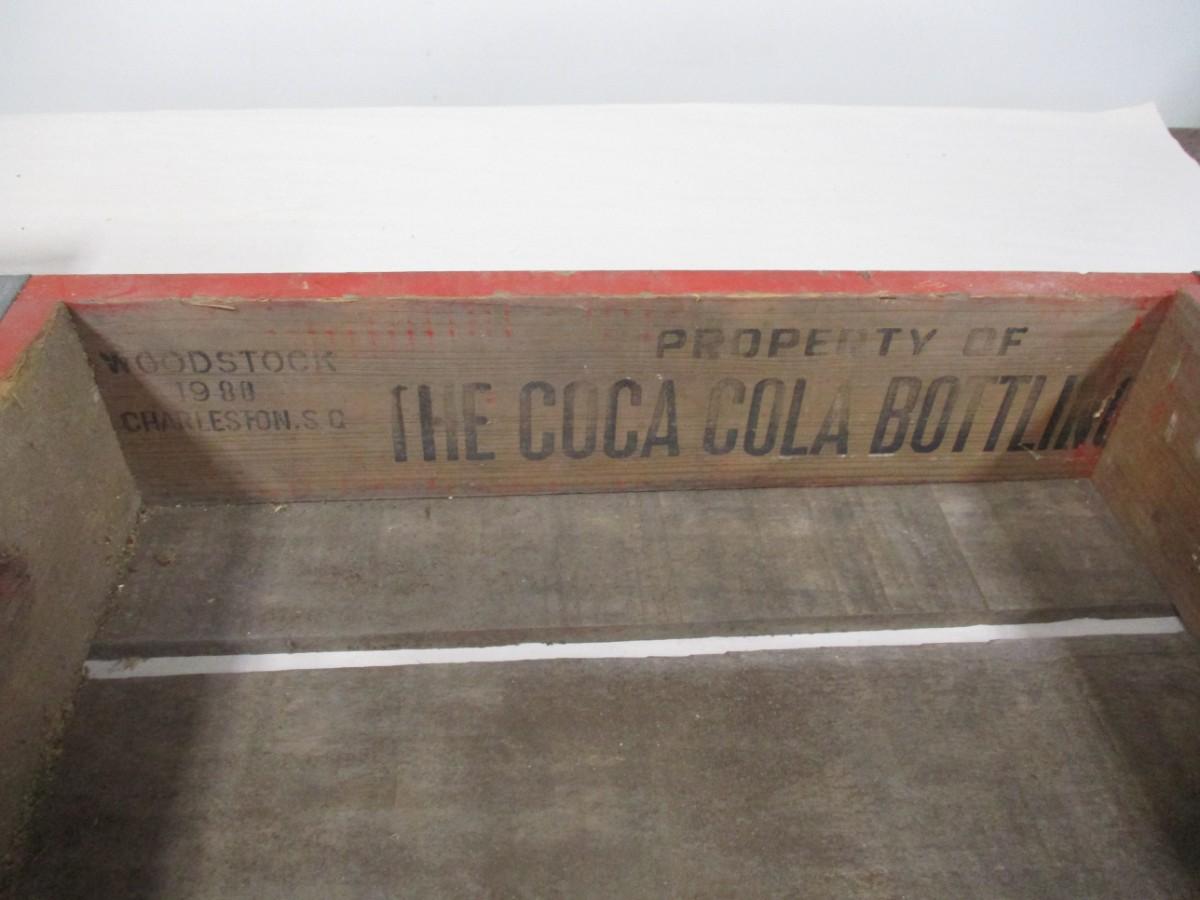 WOODSTOCK
1980
CHARLESTON, S.C
PROPERTY OF
THE COCA COLA BOTTLING